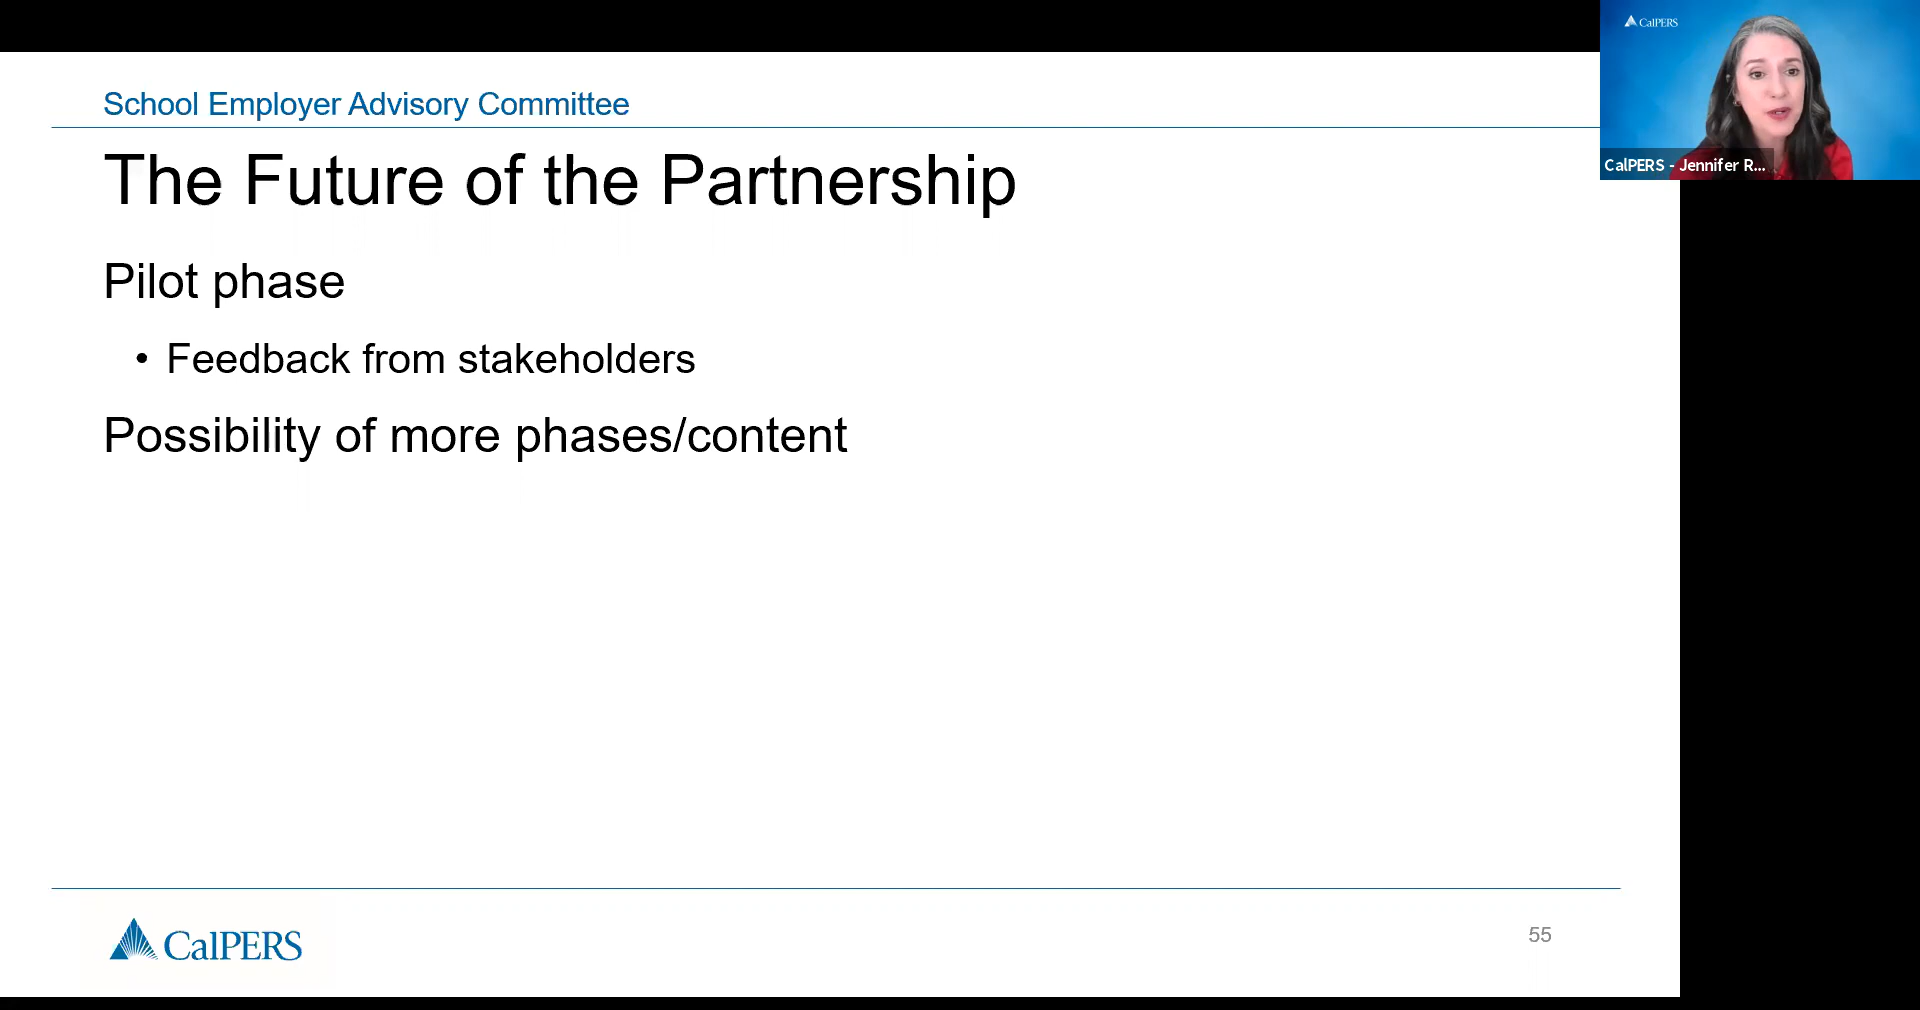 School Employer Advisory Committee
The Future of the Partnership
Pilot phase
• Feedback from stakeholders
Possibility of more phases/content
CalPERS
55
CalPERS
CalPERS - Jennifer R...